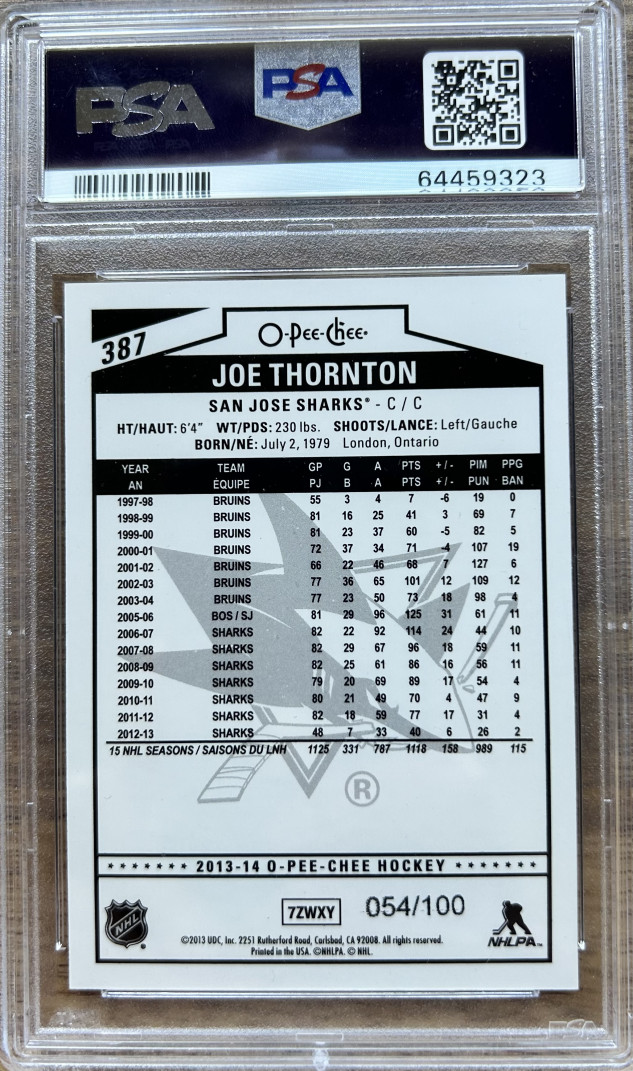 PSA PSA
PSA PSA PSA
64459323
387
O-Pee-Chee
JOE THORNTON
SAN JOSE SHARKS® - C / C
HT/HAUT: 6'4" WT/PDS: 230 lbs. SHOOTS/LANCE: Left/Gauche
BORN/NÉ: July 2, 1979 London, Ontario
YEAR TEAM GP G A PTS +/- PIM PPG
AN ÉQUIPE PJ B A PTS +/- PUN BAN
1997-98 BRUINS 55 3 4 7 -6 19 0
1998-99 BRUINS 81 16 25 41 3 69 7
1999-00 BRUINS 81 23 37 60 -5 82 5
2000-01 BRUINS 72 37 34 71 -4 107 19
2001-02 BRUINS 66 22 46 68 7 127 6
2002-03 BRUINS 77 36 65 101 12 109 12
2003-04 BRUINS 77 23 50 73 18 98 4
2005-06 BOS / SJ 81 29 96 125 31 61 11
2006-07 SHARKS 82 22 92 114 24 44 10
2007-08 SHARKS 82 29 67 96 18 59 11
2008-09 SHARKS 82 25 61 86 16 56 11
2009-10 SHARKS 79 20 69 89 17 54 4
2010-11 SHARKS 80 21 49 70 4 47 9
2011-12 SHARKS 82 18 59 77 17 31 4
2012-13 SHARKS 48 7 33 40 6 26 2
15 NHL SEASONS / SAISONS DU LNH 1125 331 787 1118 158 989 115
®
2013-14 O-PEE-CHEE HOCKEY
7ZWXY 054/100
NHL ®
NHLPA™
©2013 UDC, Inc. 2251 Rutherford Road, Carlsbad, CA 92008. All rights reserved.
Printed in the USA. ©NHLPA. © NHL.
PSA